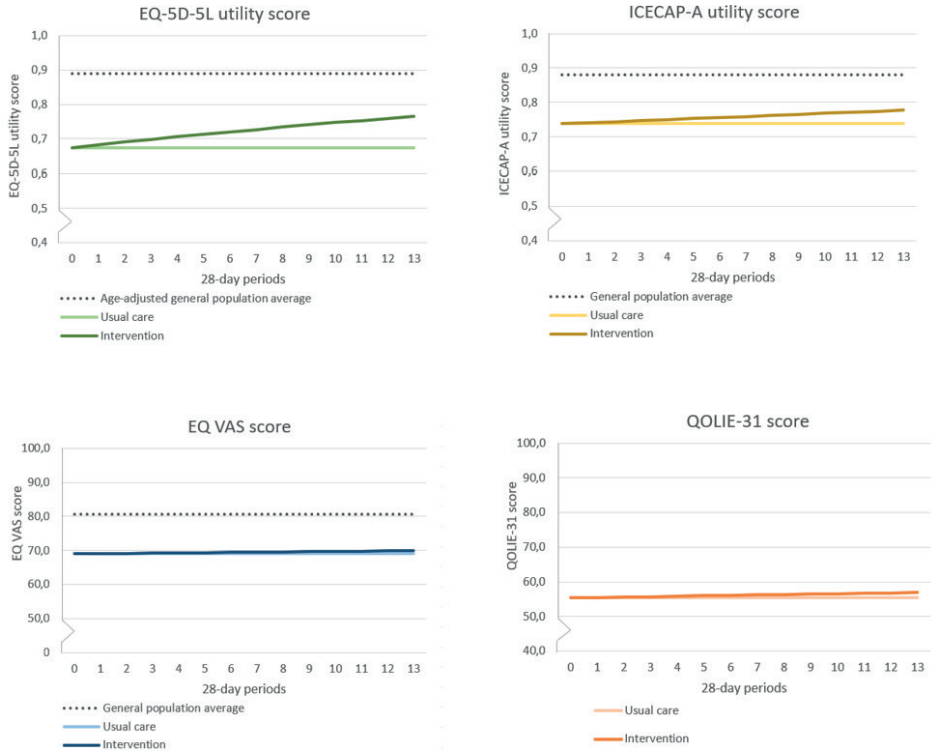 EQ-5D-5L utility score
EQ-5D-5L utility score
1,0
0,9
0,8
0,7
0,6
0,5
0,4
0 1 2 3 4 5 6 7 8 9 10 11 12 13
28-day periods
Age-adjusted general population average
Usual care
Intervention
ICECAP-A utility score
ICECAP-A utility score
1,0
0,9
0,8
0,7
0,6
0,5
0,4
0 1 2 3 4 5 6 7 8 9 10 11 12 13
28-day periods
General population average
Usual care
Intervention
EQ VAS score
EQ VAS score
100,0
90,0
80,0
70,0
60,0
50,0
0
0 1 2 3 4 5 6 7 8 9 10 11 12 13
28-day periods
General population average
Usual care
Intervention
QOLIE-31 score
QOLIE-31 score
100,0
90,0
80,0
70,0
60,0
50,0
40,0
0 1 2 3 4 5 6 7 8 9 10 11 12 13
28-day periods
Usual care
Intervention